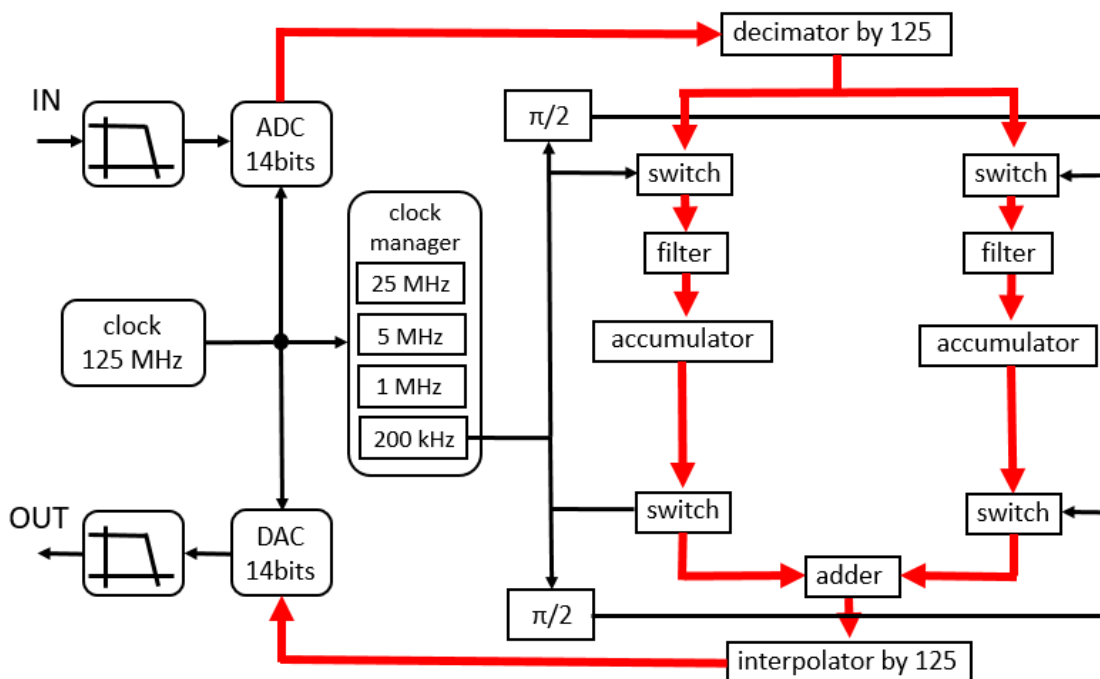 decimator by 125
IN
ADC
14bits
π/2
switch
switch
clock
manager
25 MHz
5 MHz
1 MHz
200 kHz
filter
filter
clock
125 MHz
accumulator
accumulator
OUT
DAC
14bits
switch
switch
adder
π/2
interpolator by 125